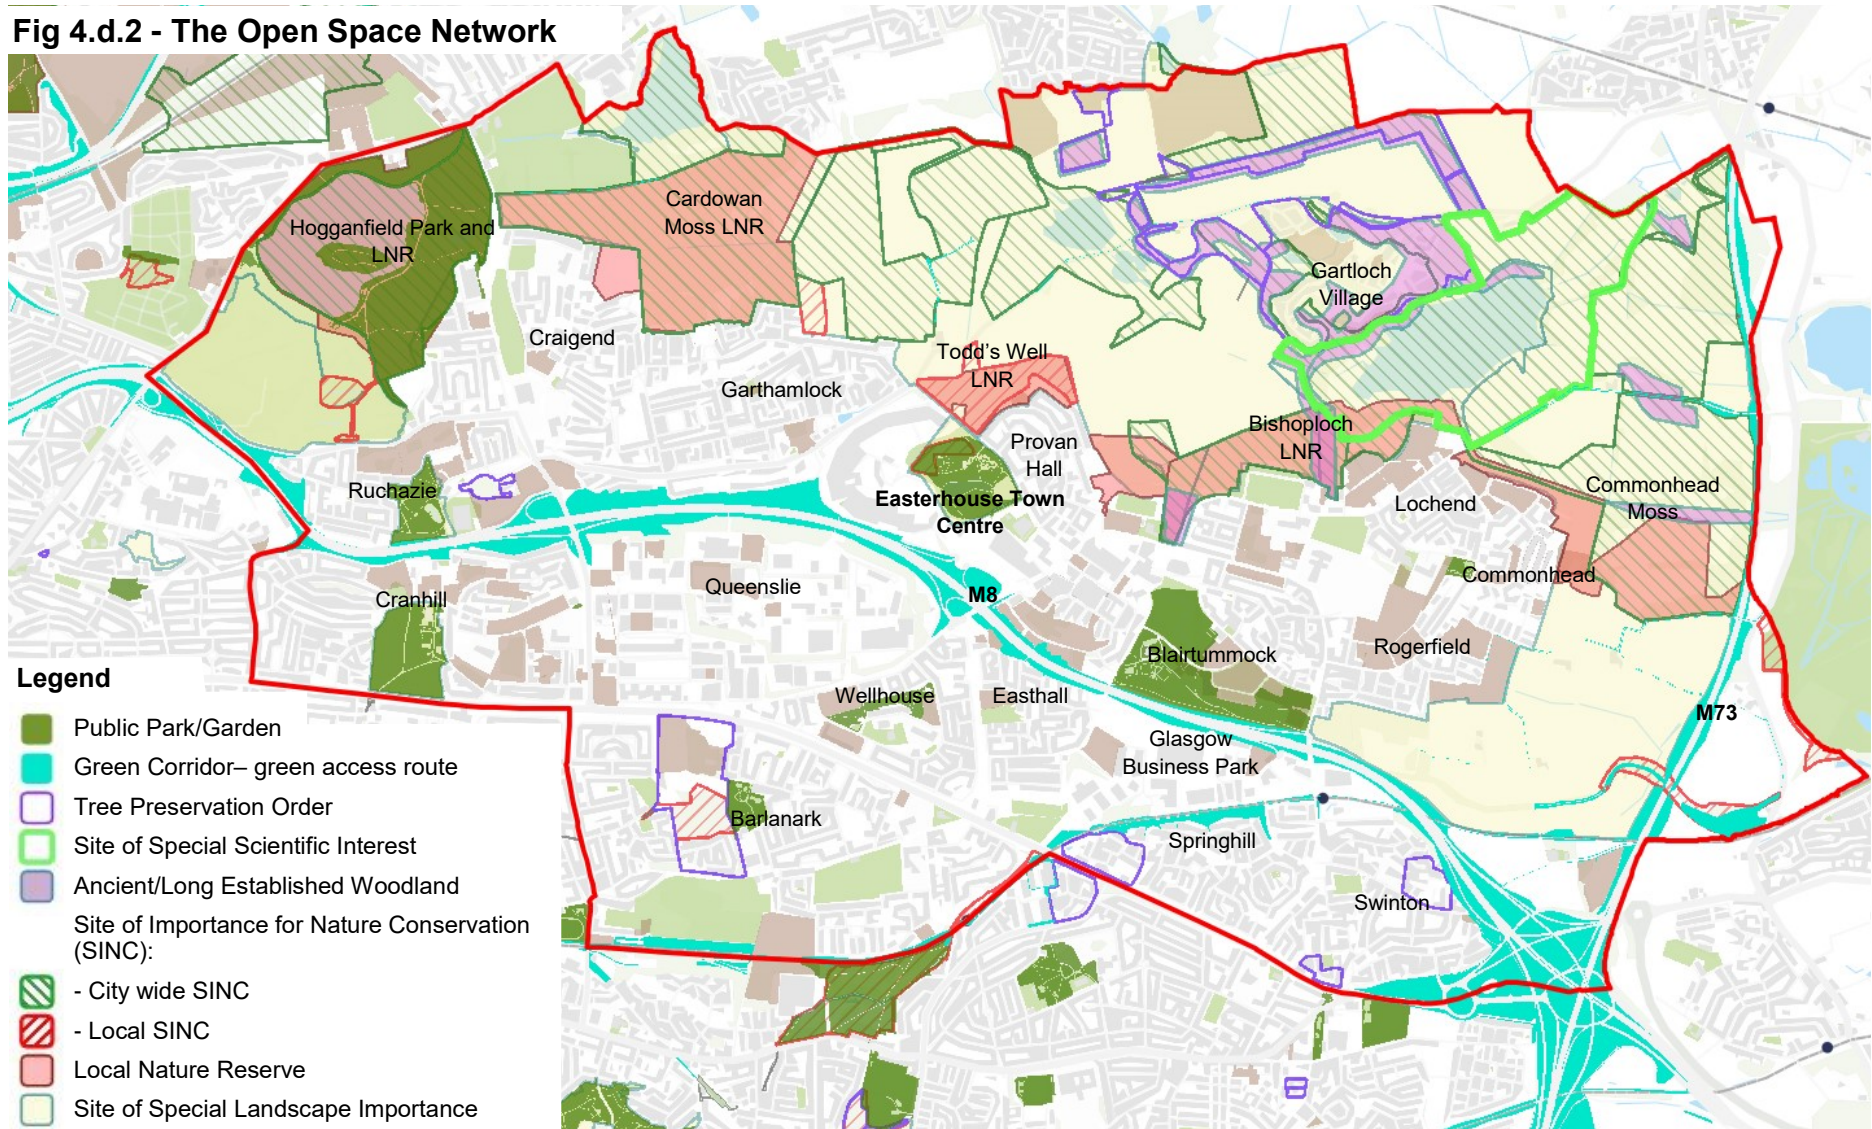 Fig 4.d.2 - The Open Space Network
Cardowan
Moss LNR
Hogganfield Park and
LNR
Gartloch
Village
Craigend
Todd's Well
LNR
Garthamlock
Bishoploch
LNR
Provan
Hall
Ruchazie
Easterhouse Town
Centre
Lochend
Commonhead
Moss
Queenslie
Commonhead
Cranhill
M8
Blairtummock
Rogerfield
Wellhouse
Easthall
M73
Glasgow
Business Park
Barlanark
Springhill
Swinton
Legend
Public Park/Garden
Green Corridor– green access route
Tree Preservation Order
Site of Special Scientific Interest
Ancient/Long Established Woodland
Site of Importance for Nature Conservation
(SINC):
- City wide SINC
- Local SINC
Local Nature Reserve
Site of Special Landscape Importance